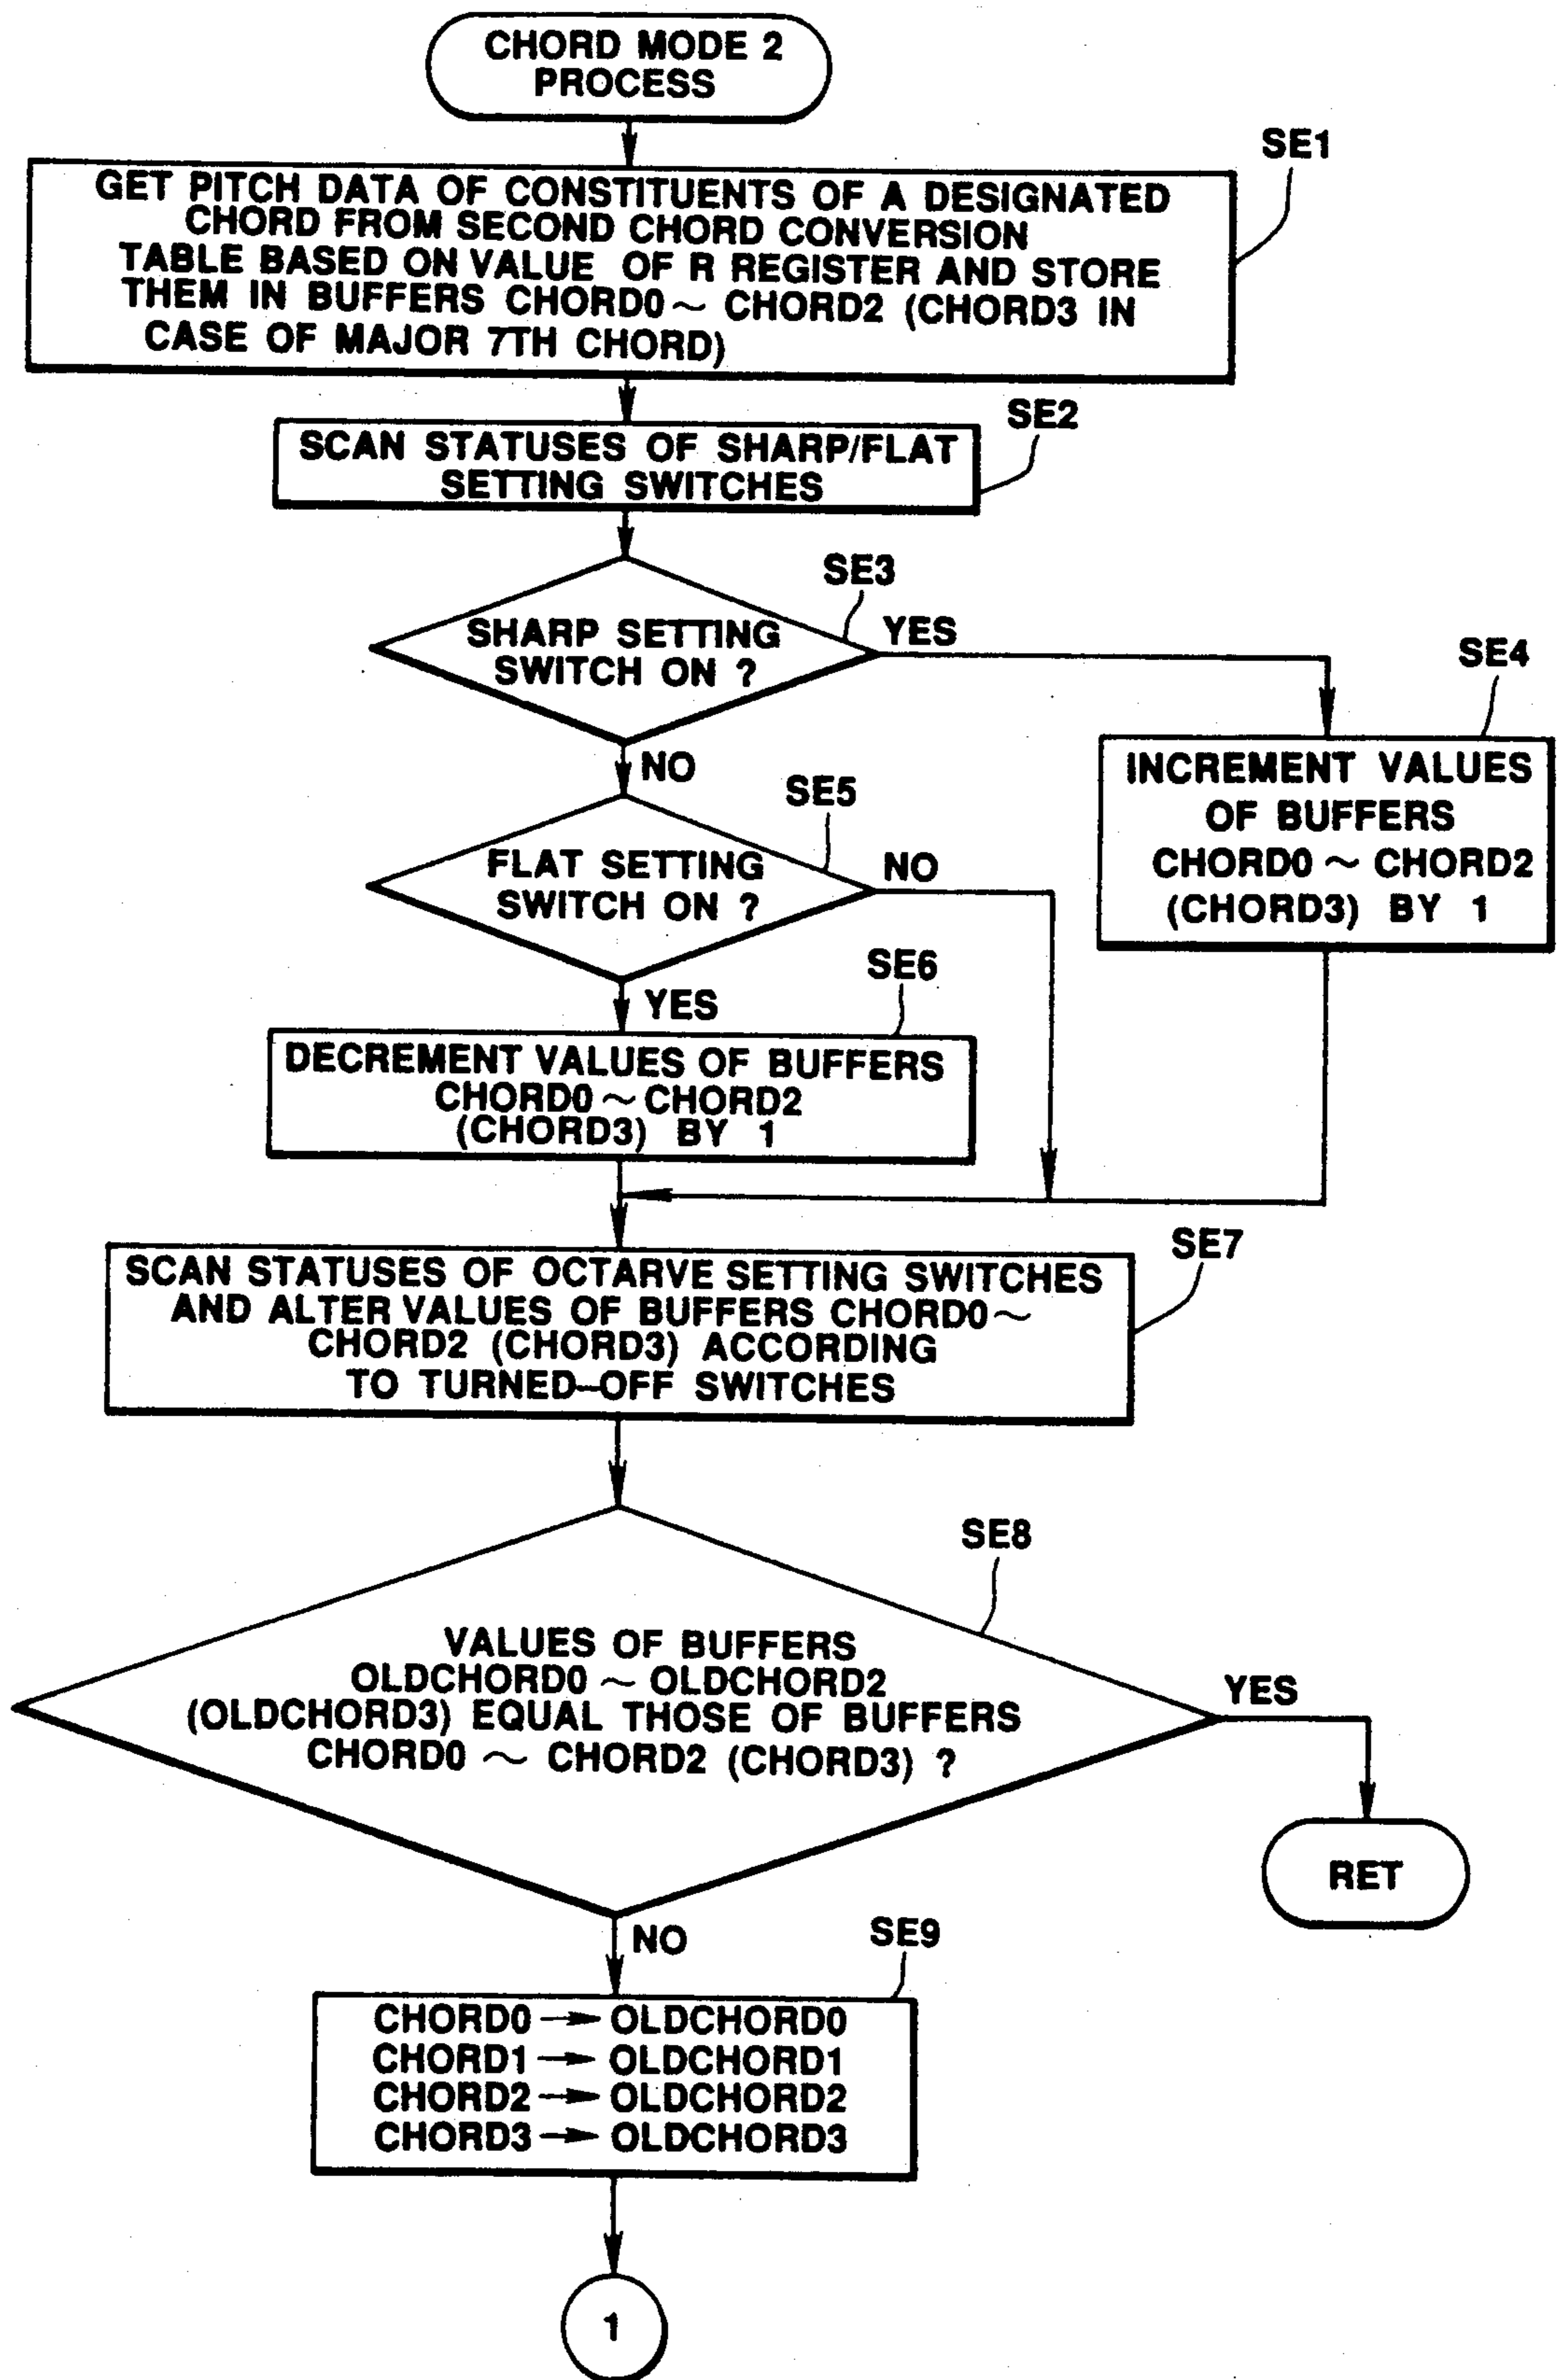 CHORD MODE 2
PROCESS
SE1
GET PITCH DATA OF CONSTITUENTS OF A DESIGNATED
CHORD FROM SECOND CHORD CONVERSION
TABLE BASED ON VALUE OF R REGISTER AND STORE
THEM IN BUFFERS CHORD0 ~ CHORD2 (CHORD3 IN
CASE OF MAJOR 7TH CHORD)
SE2
SCAN STATUSES OF SHARP/FLAT
SETTING SWITCHES
SE3
SHARP SETTING
SWITCH ON ?
YES
NO
SE4
INCREMENT VALUES
OF BUFFERS
CHORD0 ~ CHORD2
(CHORD3) BY 1
SE5
FLAT SETTING
SWITCH ON ?
NO
YES
SE6
DECREMENT VALUES OF BUFFERS
CHORD0 ~ CHORD2
(CHORD3) BY 1
SE7
SCAN STATUSES OF OCTARVE SETTING SWITCHES
AND ALTER VALUES OF BUFFERS CHORD0 ~
CHORD2 (CHORD3) ACCORDING
TO TURNED-OFF SWITCHES
SE8
VALUES OF BUFFERS
OLDCHORD0 ~ OLDCHORD2
(OLDCHORD3) EQUAL THOSE OF BUFFERS
CHORD0 ~ CHORD2 (CHORD3) ?
YES
RET
NO
SE9
CHORD0 → OLDCHORD0
CHORD1 → OLDCHORD1
CHORD2 → OLDCHORD2
CHORD3 → OLDCHORD3
1